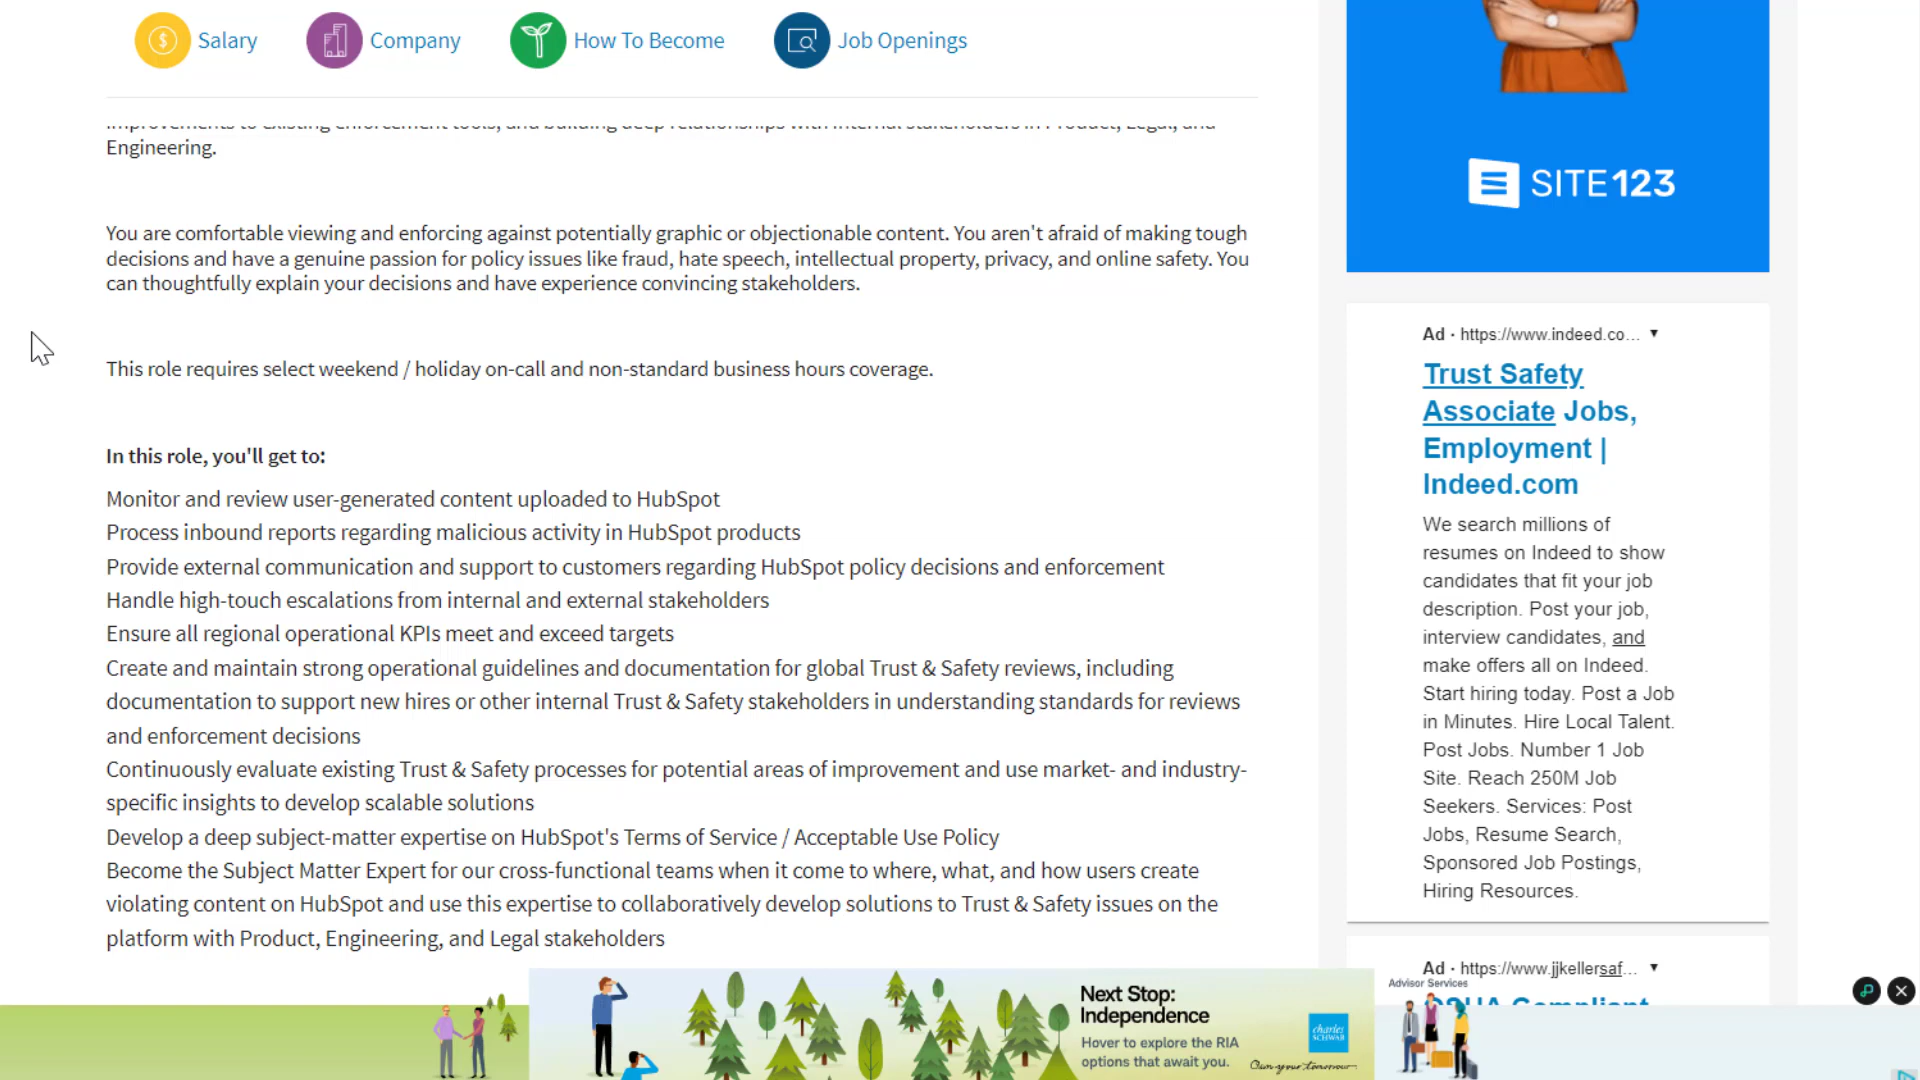 Salary
Company
How To Become
Job Openings
improvements to existing enforcement tools, and building deep relationships with internal stakeholders in Product, Legal, and
Engineering.
You are comfortable viewing and enforcing against potentially graphic or objectionable content. You aren't afraid of making tough
decisions and have a genuine passion for policy issues like fraud, hate speech, intellectual property, privacy, and online safety. You
can thoughtfully explain your decisions and have experience convincing stakeholders.
This role requires select weekend / holiday on-call and non-standard business hours coverage.
In this role, you'll get to:
Monitor and review user-generated content uploaded to HubSpot
Process inbound reports regarding malicious activity in HubSpot products
Provide external communication and support to customers regarding HubSpot policy decisions and enforcement
Handle high-touch escalations from internal and external stakeholders
Ensure all regional operational KPIs meet and exceed targets
Create and maintain strong operational guidelines and documentation for global Trust & Safety reviews, including
documentation to support new hires or other internal Trust & Safety stakeholders in understanding standards for reviews
and enforcement decisions
Continuously evaluate existing Trust & Safety processes for potential areas of improvement and use market- and industry-
specific insights to develop scalable solutions
Develop a deep subject-matter expertise on HubSpot's Terms of Service / Acceptable Use Policy
Become the Subject Matter Expert for our cross-functional teams when it come to where, what, and how users create
violating content on HubSpot and use this expertise to collaboratively develop solutions to Trust & Safety issues on the
platform with Product, Engineering, and Legal stakeholders
SITE123
Ad · https://www.indeed.co...
Trust Safety
Associate Jobs,
Employment |
Indeed.com
We search millions of
resumes on Indeed to show
candidates that fit your job
description. Post your job,
interview candidates, and
make offers all on Indeed.
Start hiring today. Post a Job
in Minutes. Hire Local Talent.
Post Jobs. Number 1 Job
Site. Reach 250M Job
Seekers. Services: Post
Jobs, Resume Search,
Sponsored Job Postings,
Hiring Resources.
Ad · https://www.jjkellersaf...
OSHA Compliant
Next Stop:
Independence
Hover to explore the RIA
options that await you.
charles
SCHWAB
Own your tomorrow
Advisor Services